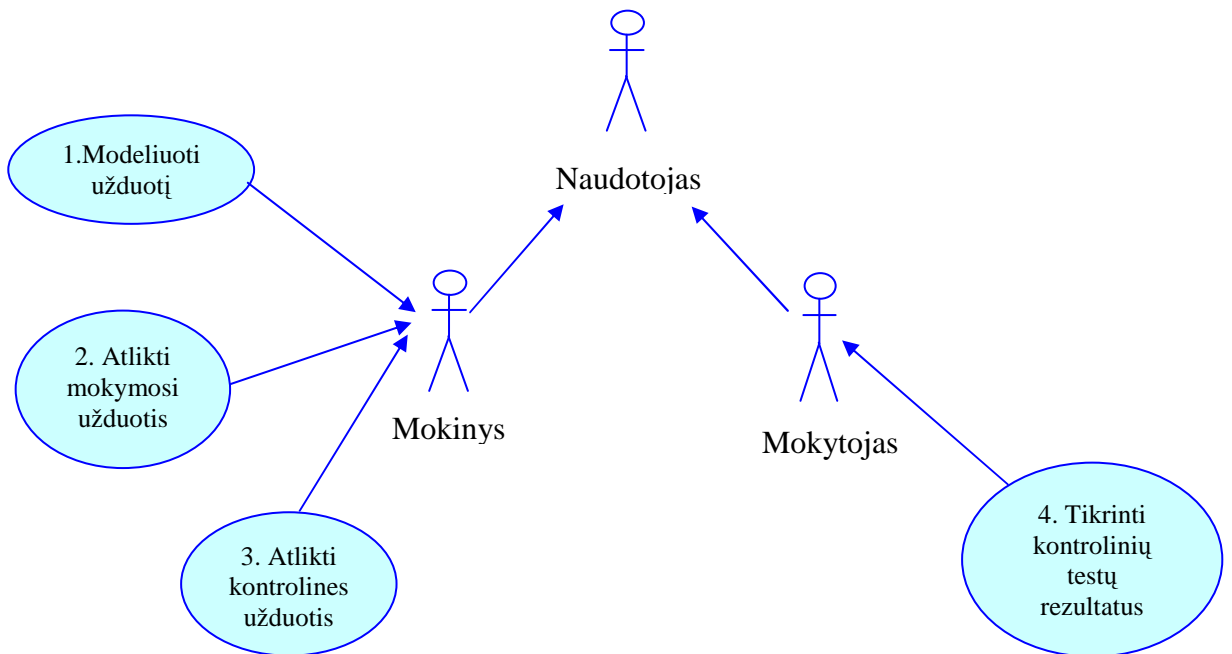 Naudotojas
1.Modeliuoti
užduotį
2. Atlikti
mokymosi
užduotis
Mokinys
Mokytojas
3. Atlikti
kontrolines
užduotis
4. Tikrinti
kontrolinių
testų
rezultatus